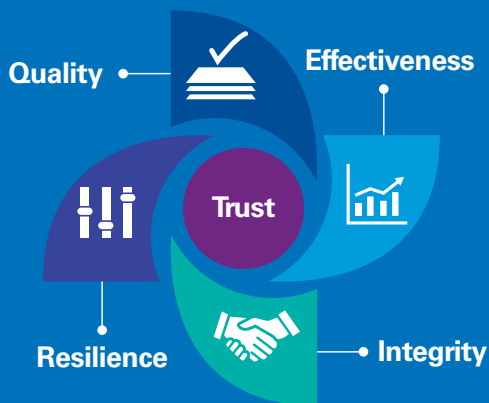 Effectiveness
Quality
Trust
Resilience
Integrity